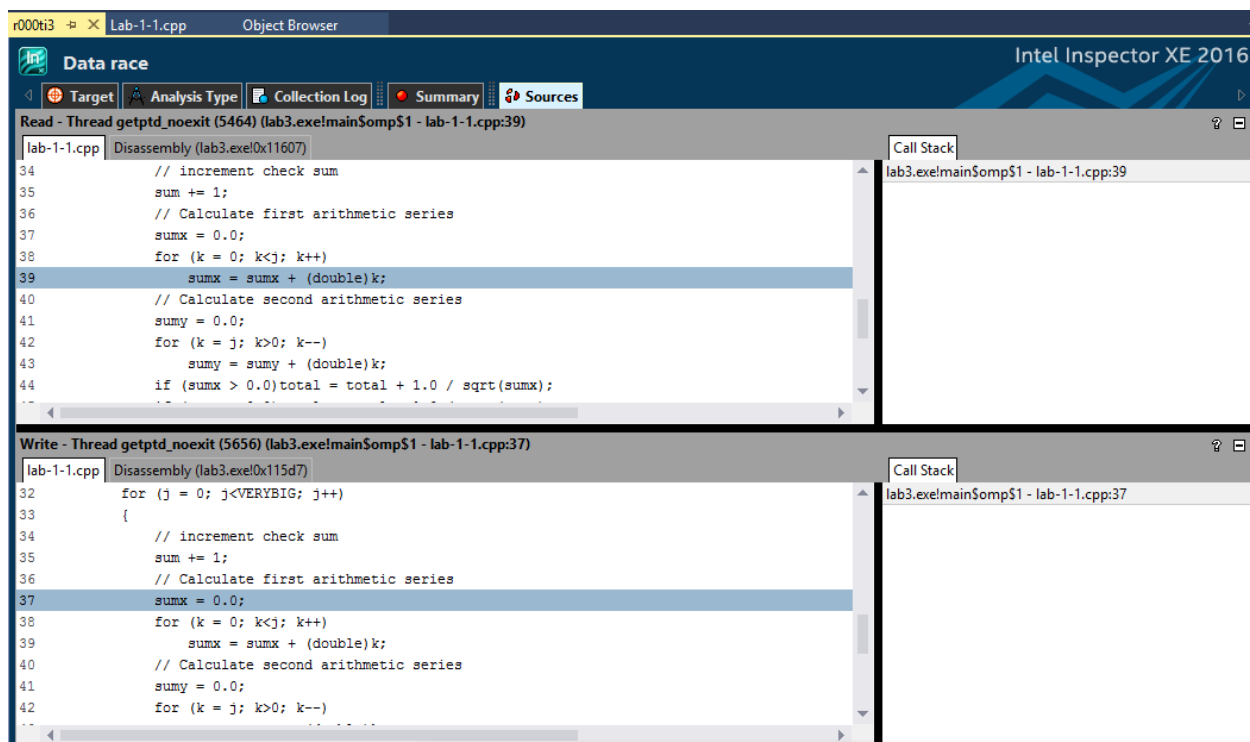 r000ti3 Lab-1-1.cpp Object Browser
Data race Intel Inspector XE 2016
Target Analysis Type Collection Log Summary Sources
Read - Thread getptd_noexit (5464) (lab3.exe!main$omp$1 - lab-1-1.cpp:39) ?
lab-1-1.cpp Disassembly (lab3.exe!0x11607) Call Stack
34 // increment check sum lab3.exe!main$omp$1 - lab-1-1.cpp:39
35 sum += 1;
36 // Calculate first arithmetic series
37 sumx = 0.0;
38 for (k = 0; k<j; k++)
39 sumx = sumx + (double)k;
40 // Calculate second arithmetic series
41 sumy = 0.0;
42 for (k = j; k>0; k--)
43 sumy = sumy + (double)k;
44 if (sumx > 0.0)total = total + 1.0 / sqrt(sumx);
Write - Thread getptd_noexit (5656) (lab3.exe!main$omp$1 - lab-1-1.cpp:37) ?
lab-1-1.cpp Disassembly (lab3.exe!0x115d7) Call Stack
32 for (j = 0; j<VERYBIG; j++) lab3.exe!main$omp$1 - lab-1-1.cpp:37
33 {
34 // increment check sum
35 sum += 1;
36 // Calculate first arithmetic series
37 sumx = 0.0;
38 for (k = 0; k<j; k++)
39 sumx = sumx + (double)k;
40 // Calculate second arithmetic series
41 sumy = 0.0;
42 for (k = j; k>0; k--)